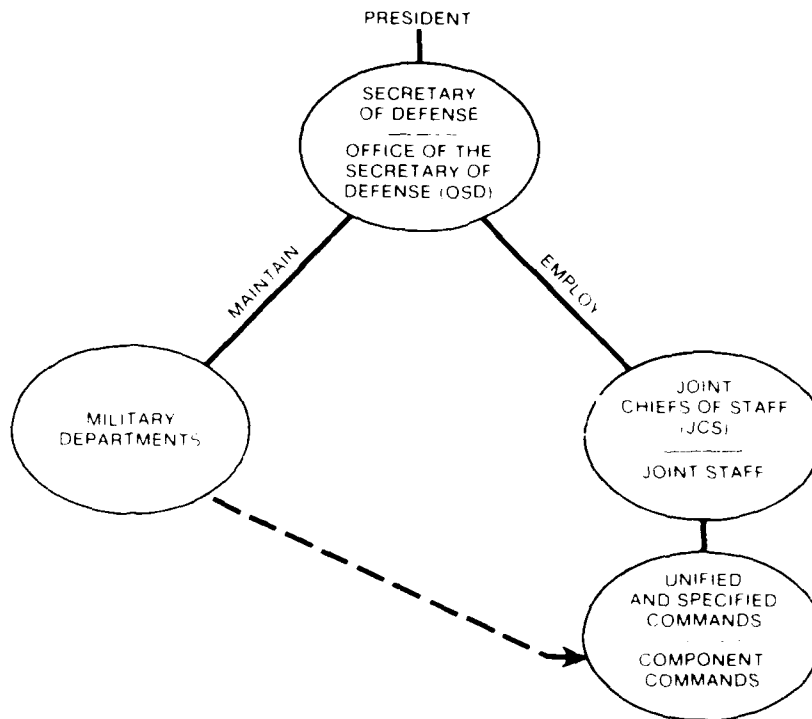 PRESIDENT
SECRETARY
OF DEFENSE
OFFICE OF THE
SECRETARY OF
DEFENSE (OSD)
MAINTAIN
EMPLOY
MILITARY
DEPARTMENTS
JOINT
CHIEFS OF STAFF
(JCS)
JOINT STAFF
UNIFIED
AND SPECIFIED
COMMANDS
COMPONENT
COMMANDS